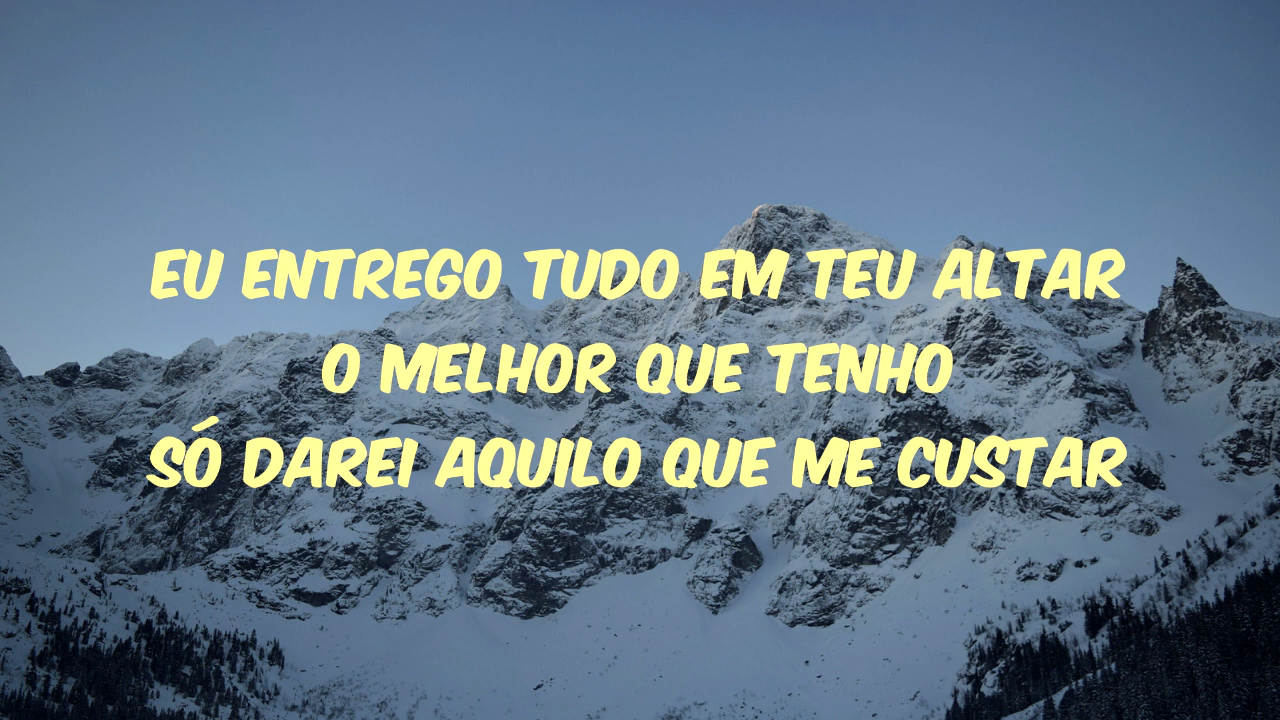 EU ENTREGO TUDO EM TEU ALTAR
O MELHOR QUE TENHO
SÓ DAREI AQUILO QUE ME CUSTAR